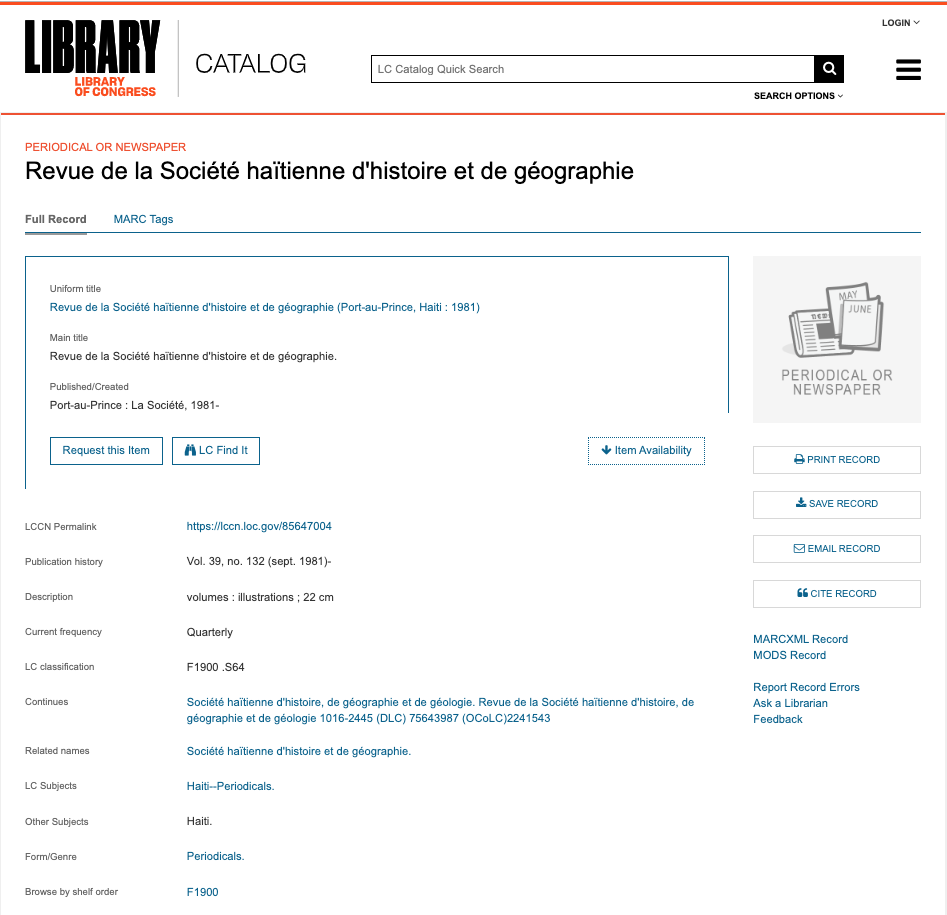 LOGIN
LIBRARY
LIBRARY
OF CONGRESS
CATALOG
LC Catalog Quick Search
SEARCH OPTIONS
PERIODICAL OR NEWSPAPER
Revue de la Société haïtienne d'histoire et de géographie
Full Record
MARC Tags
Uniform title
Revue de la Société haïtienne d'histoire et de géographie (Port-au-Prince, Haiti : 1981)
Main title
Revue de la Société haïtienne d'histoire et de géographie.
Published/Created
Port-au-Prince : La Société, 1981-
Request this Item
LC Find It
Item Availability
NEWS
MAY
JUNE
PERIODICAL OR
NEWSPAPER
PRINT RECORD
SAVE RECORD
EMAIL RECORD
CITE RECORD
MARCXML Record
MODS Record
Report Record Errors
Ask a Librarian
Feedback
LCCN Permalink
https://lccn.loc.gov/85647004
Publication history
Vol. 39, no. 132 (sept. 1981)-
Description
volumes : illustrations ; 22 cm
Current frequency
Quarterly
LC classification
F1900 .S64
Continues
Société haïtienne d'histoire, de géographie et de géologie. Revue de la Société haïtienne d'histoire, de
géographie et de géologie 1016-2445 (DLC) 75643987 (OCoLC)2241543
Related names
Société haïtienne d'histoire et de géographie.
LC Subjects
Haiti--Periodicals.
Other Subjects
Haiti.
Form/Genre
Periodicals.
Browse by shelf order
F1900